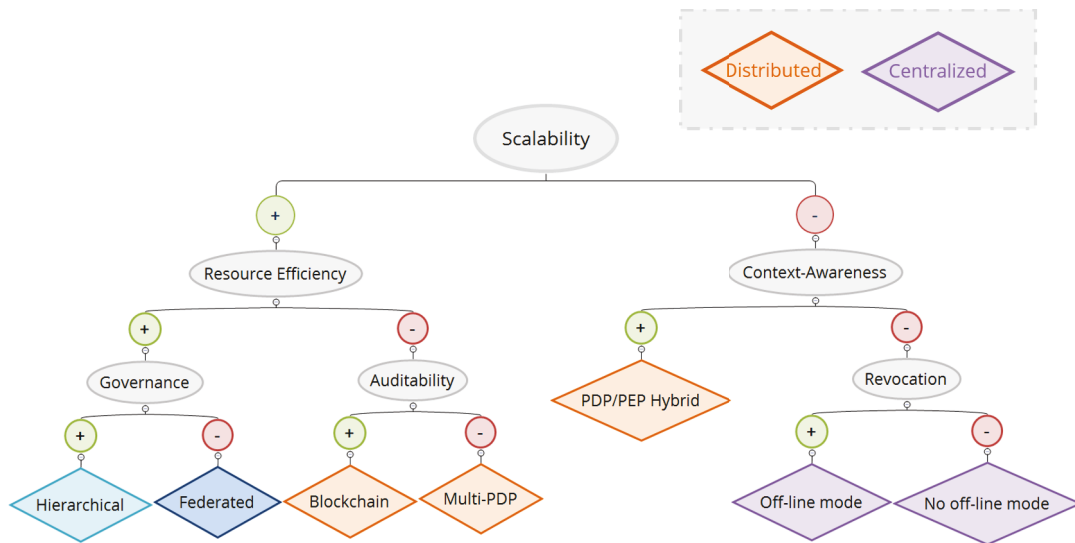 Distributed
Centralized
Scalability
+
-
Resource Efficiency
Context-Awareness
+
-
+
-
Governance
Auditability
PDP/PEP Hybrid
Revocation
+
-
+
-
+
-
Hierarchical
Federated
Blockchain
Multi-PDP
Off-line mode
No off-line mode